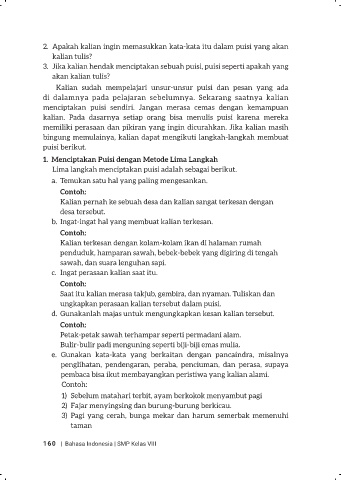 2. Apakah kalian ingin memasukkan kata-kata itu dalam puisi yang akan
kalian tulis?
3. Jika kalian hendak menciptakan sebuah puisi, puisi seperti apakah yang
akan kalian tulis?
Kalian sudah mempelajari unsur-unsur puisi dan pesan yang ada
di dalamnya pada pelajaran sebelumnya. Sekarang saatnya kalian
menciptakan puisi sendiri. Jangan merasa cemas dengan kemampuan
kalian. Pada dasarnya setiap orang bisa menulis puisi karena mereka
memiliki perasaan dan pikiran yang ingin dicurahkan. Jika kalian masih
bingung memulainya, kalian dapat mengikuti langkah-langkah membuat
puisi berikut.
1. Menciptakan Puisi dengan Metode Lima Langkah
Lima langkah menciptakan puisi adalah sebagai berikut.
a. Temukan satu hal yang paling mengesankan.
Contoh:
Kalian pernah ke sebuah desa dan kalian sangat terkesan dengan
desa tersebut.
b. Ingat-ingat hal yang membuat kalian terkesan.
Contoh:
Kalian terkesan dengan kolam-kolam ikan di halaman rumah
penduduk, hamparan sawah, bebek-bebek yang digiring di tengah
sawah, dan suara lenguhan sapi.
c. Ingat perasaan kalian saat itu.
Contoh:
Saat itu kalian merasa takjub, gembira, dan nyaman. Tuliskan dan
ungkapkan perasaan kalian tersebut dalam puisi.
d. Gunakanlah majas untuk mengungkapkan kesan kalian tersebut.
Contoh:
Petak-petak sawah terhampar seperti permadani alam.
Bulir-bulir padi menguning seperti biji-biji emas mulia.
e. Gunakan kata-kata yang berkaitan dengan pancaindra, misalnya
penglihatan, pendengaran, peraba, penciuman, dan perasa, supaya
pembaca bisa ikut membayangkan peristiwa yang kalian alami.
Contoh:
1) Sebelum matahari terbit, ayam berkokok menyambut pagi
2) Fajar menyingsing dan burung-burung berkicau.
3) Pagi yang cerah, bunga mekar dan harum semerbak memenuhi
taman
160 | Bahasa Indonesia | SMP Kelas VIII